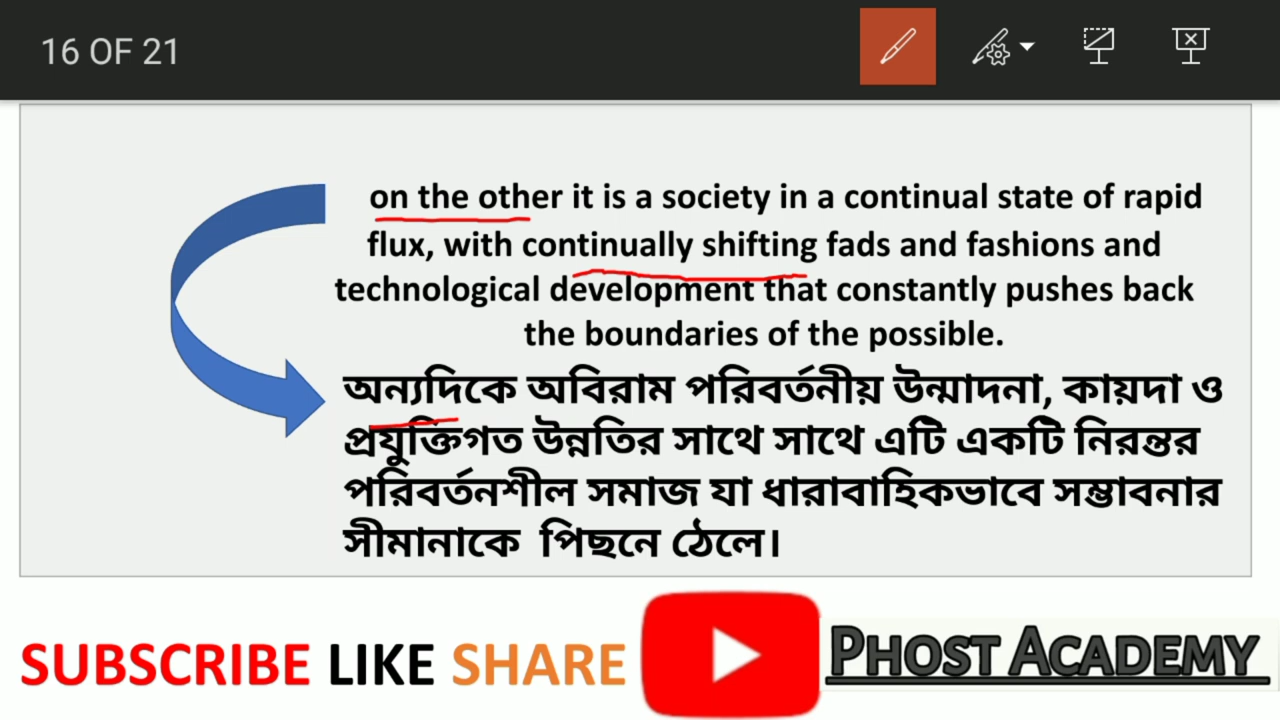 16 OF 21
on the other it is a society in a continual state of rapid
flux, with continually shifting fads and fashions and
technological development that constantly pushes back
the boundaries of the possible.
অন্যদিকে অবিরাম পরিবর্তনীয় উন্মাদনা, কায়দা ও
প্রযুক্তিগত উন্নতির সাথে সাথে এটি একটি নিরন্তর
পরিবর্তনশীল সমাজ যা ধারাবাহিকভাবে সম্ভাবনার
সীমানাকে পিছনে ঠেলে।
SUBSCRIBE LIKE SHARE PHOST ACADEMY